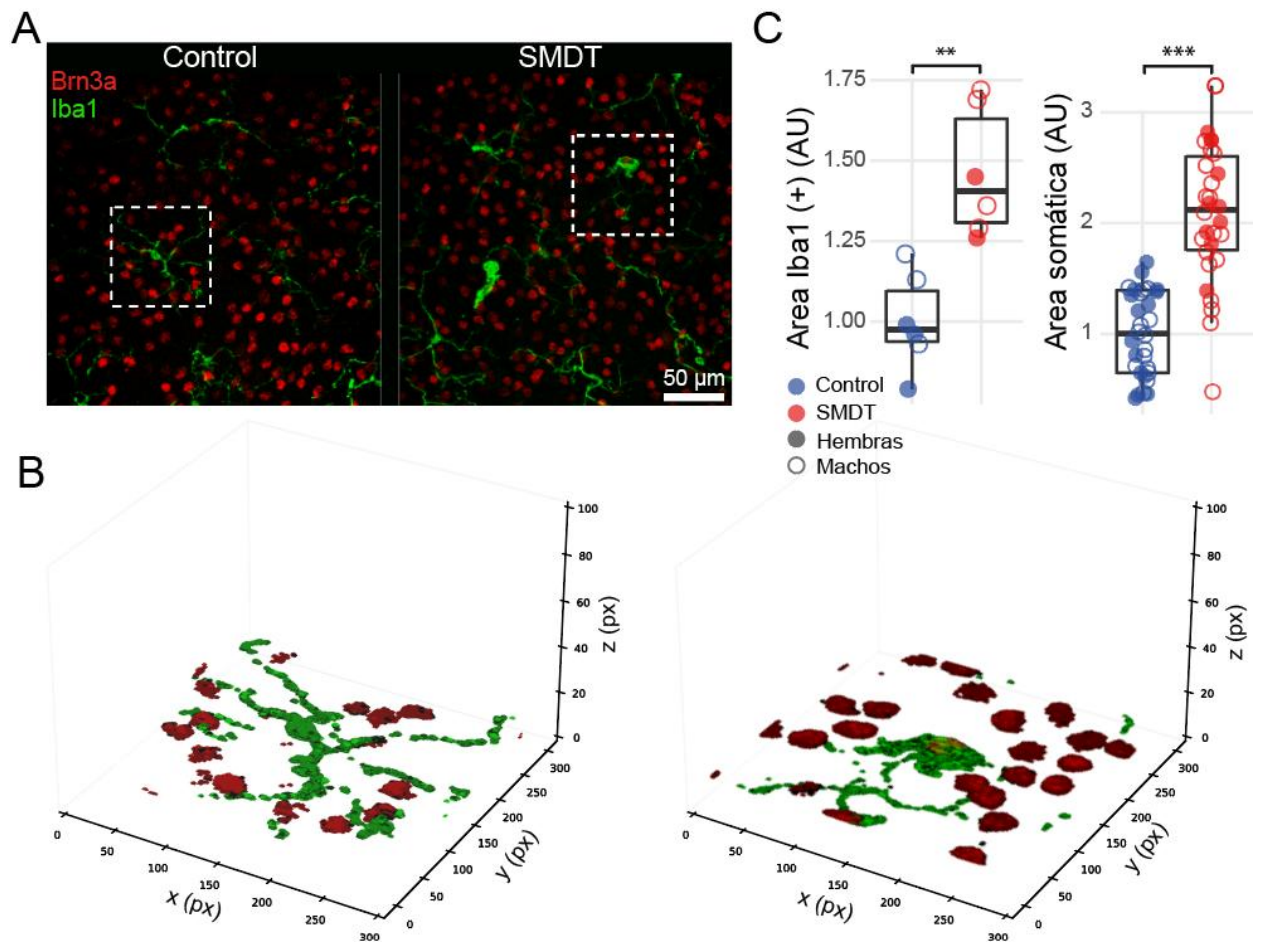 A
Control
SMDT
Brn3a
Iba1
50 µm
C
**
Area Iba1 (+) (AU)
1.75
1.50
1.25
1.00
***
Area somática (AU)
3
2
1
Control
SMDT
Hembras
Machos
B
100
80
60
40
20
0
z (px)
300
250
200
150
100
50
0
y (px)
0
50
100
150
200
250
300
x (px)
100
80
60
40
20
0
z (px)
300
250
200
150
100
50
0
y (px)
0
50
100
150
200
250
300
x (px)